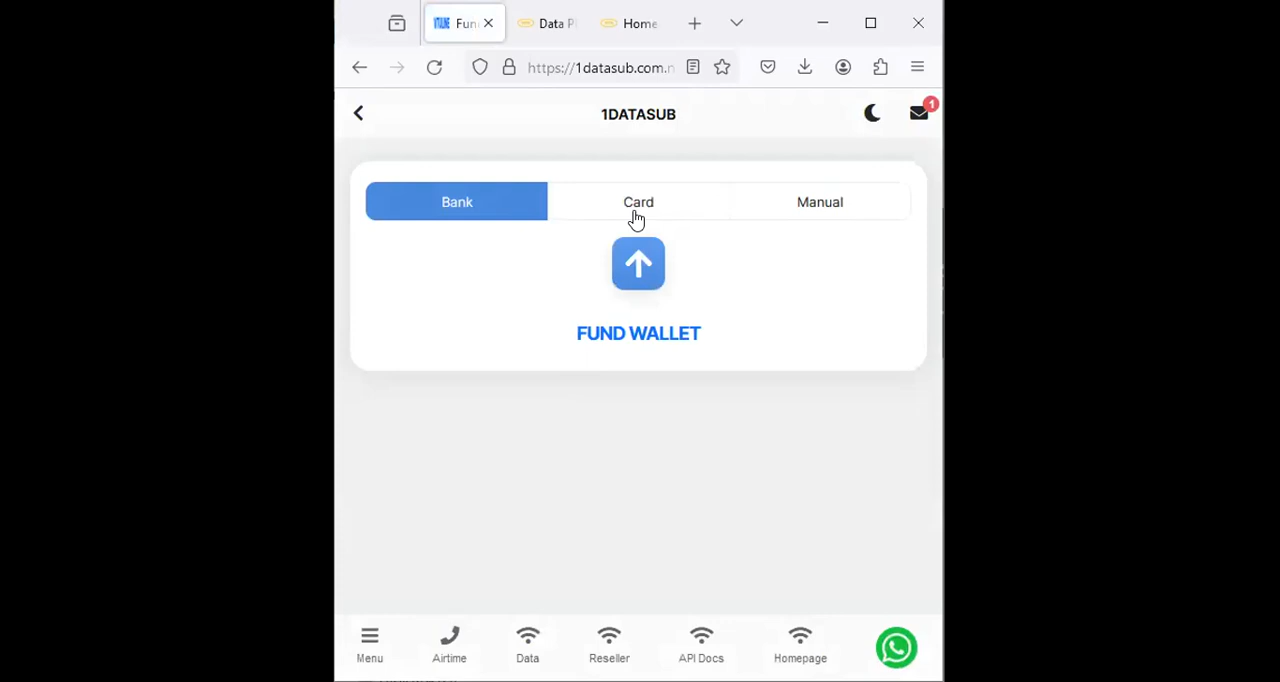 Fun
Data P
Home
https://1datasub.com.n
1DATASUB
1
Bank
Card
Manual
FUND WALLET
Menu
Airtime
Data
Reseller
API Docs
Homepage